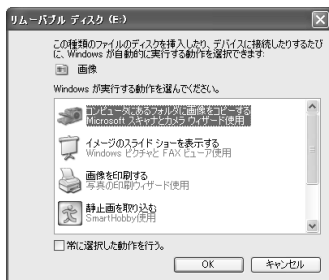 リムーバブル ディスク (E:)
この種類のファイルのディスクを挿入したり、デバイスに接続したりするたび
に、Windows が自動的に実行する動作を選択できます:
画像
Windows が実行する動作を選んでください。
コンピュータにあるフォルダに画像をコピーする
Microsoft スキャナとカメラ ウィザード使用
イメージのスライド ショーを表示する
Windows ピクチャと FAX ビューア使用
画像を印刷する
写真の印刷ウィザード使用
静止画を取り込む
SmartHobby使用
常に選択した動作を行う。
OK
キャンセル